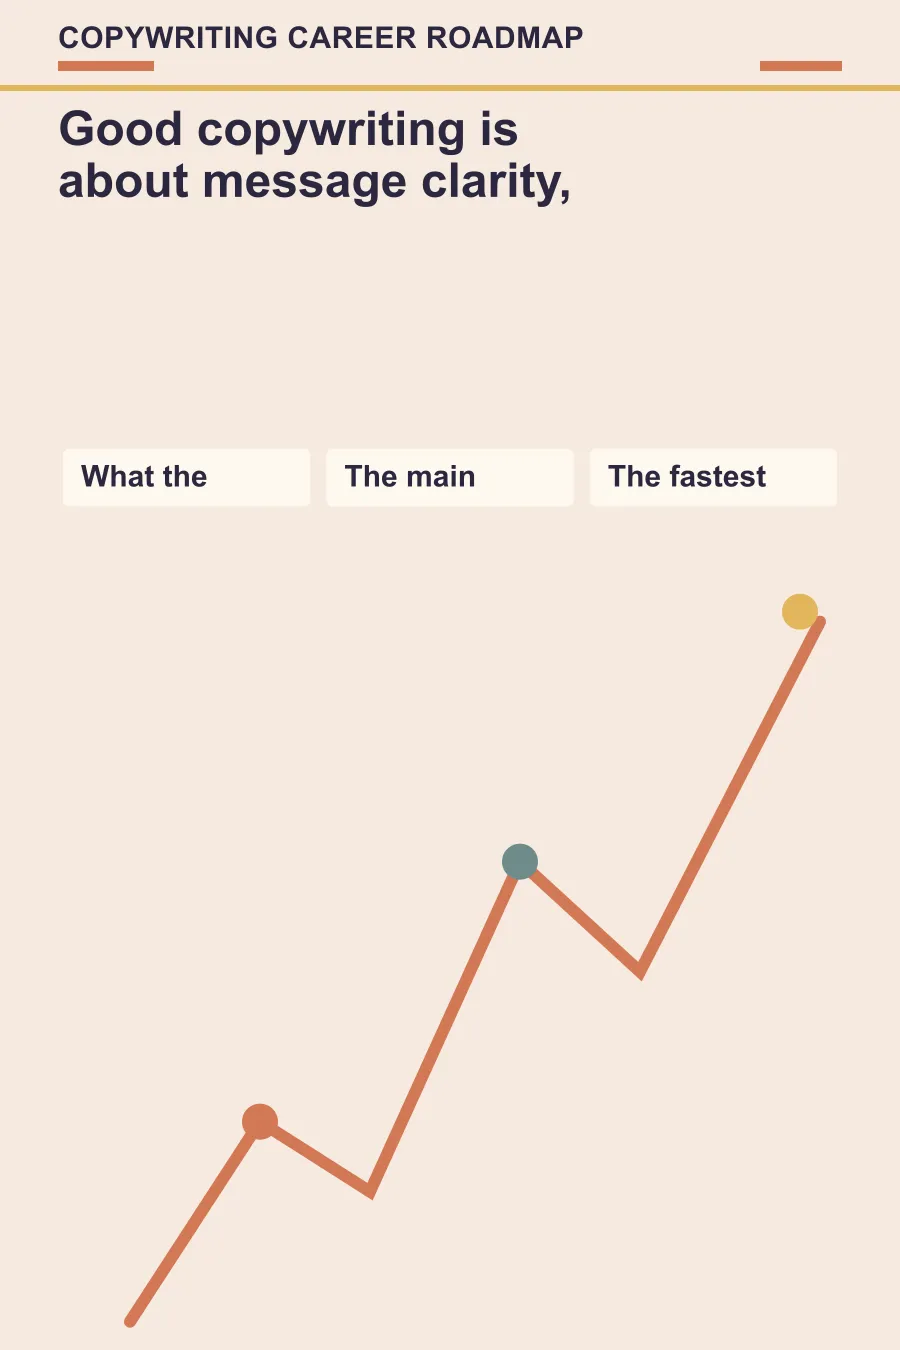 COPYWRITING CAREER ROADMAP
Good copywriting is
about message clarity,
What the
The main
The fastest